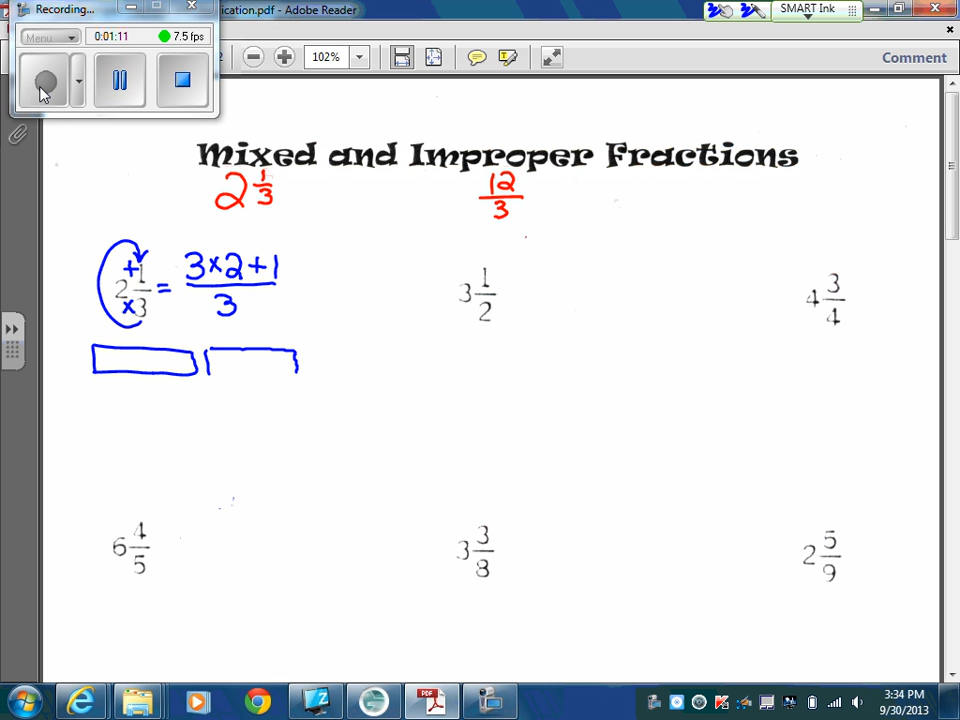 Recording...
ication.pdf - Adobe Reader
SMART Ink
Menu
0:01:11
7.5 fps
2
102%
Comment
Mixed and Improper Fractions
2 1/3
12/3
2 1/3 = 3×2+1/3
+
×
3 1/2
4 3/4
6 4/5
3 3/8
2 5/9
PDF
3:34 PM
9/30/2013